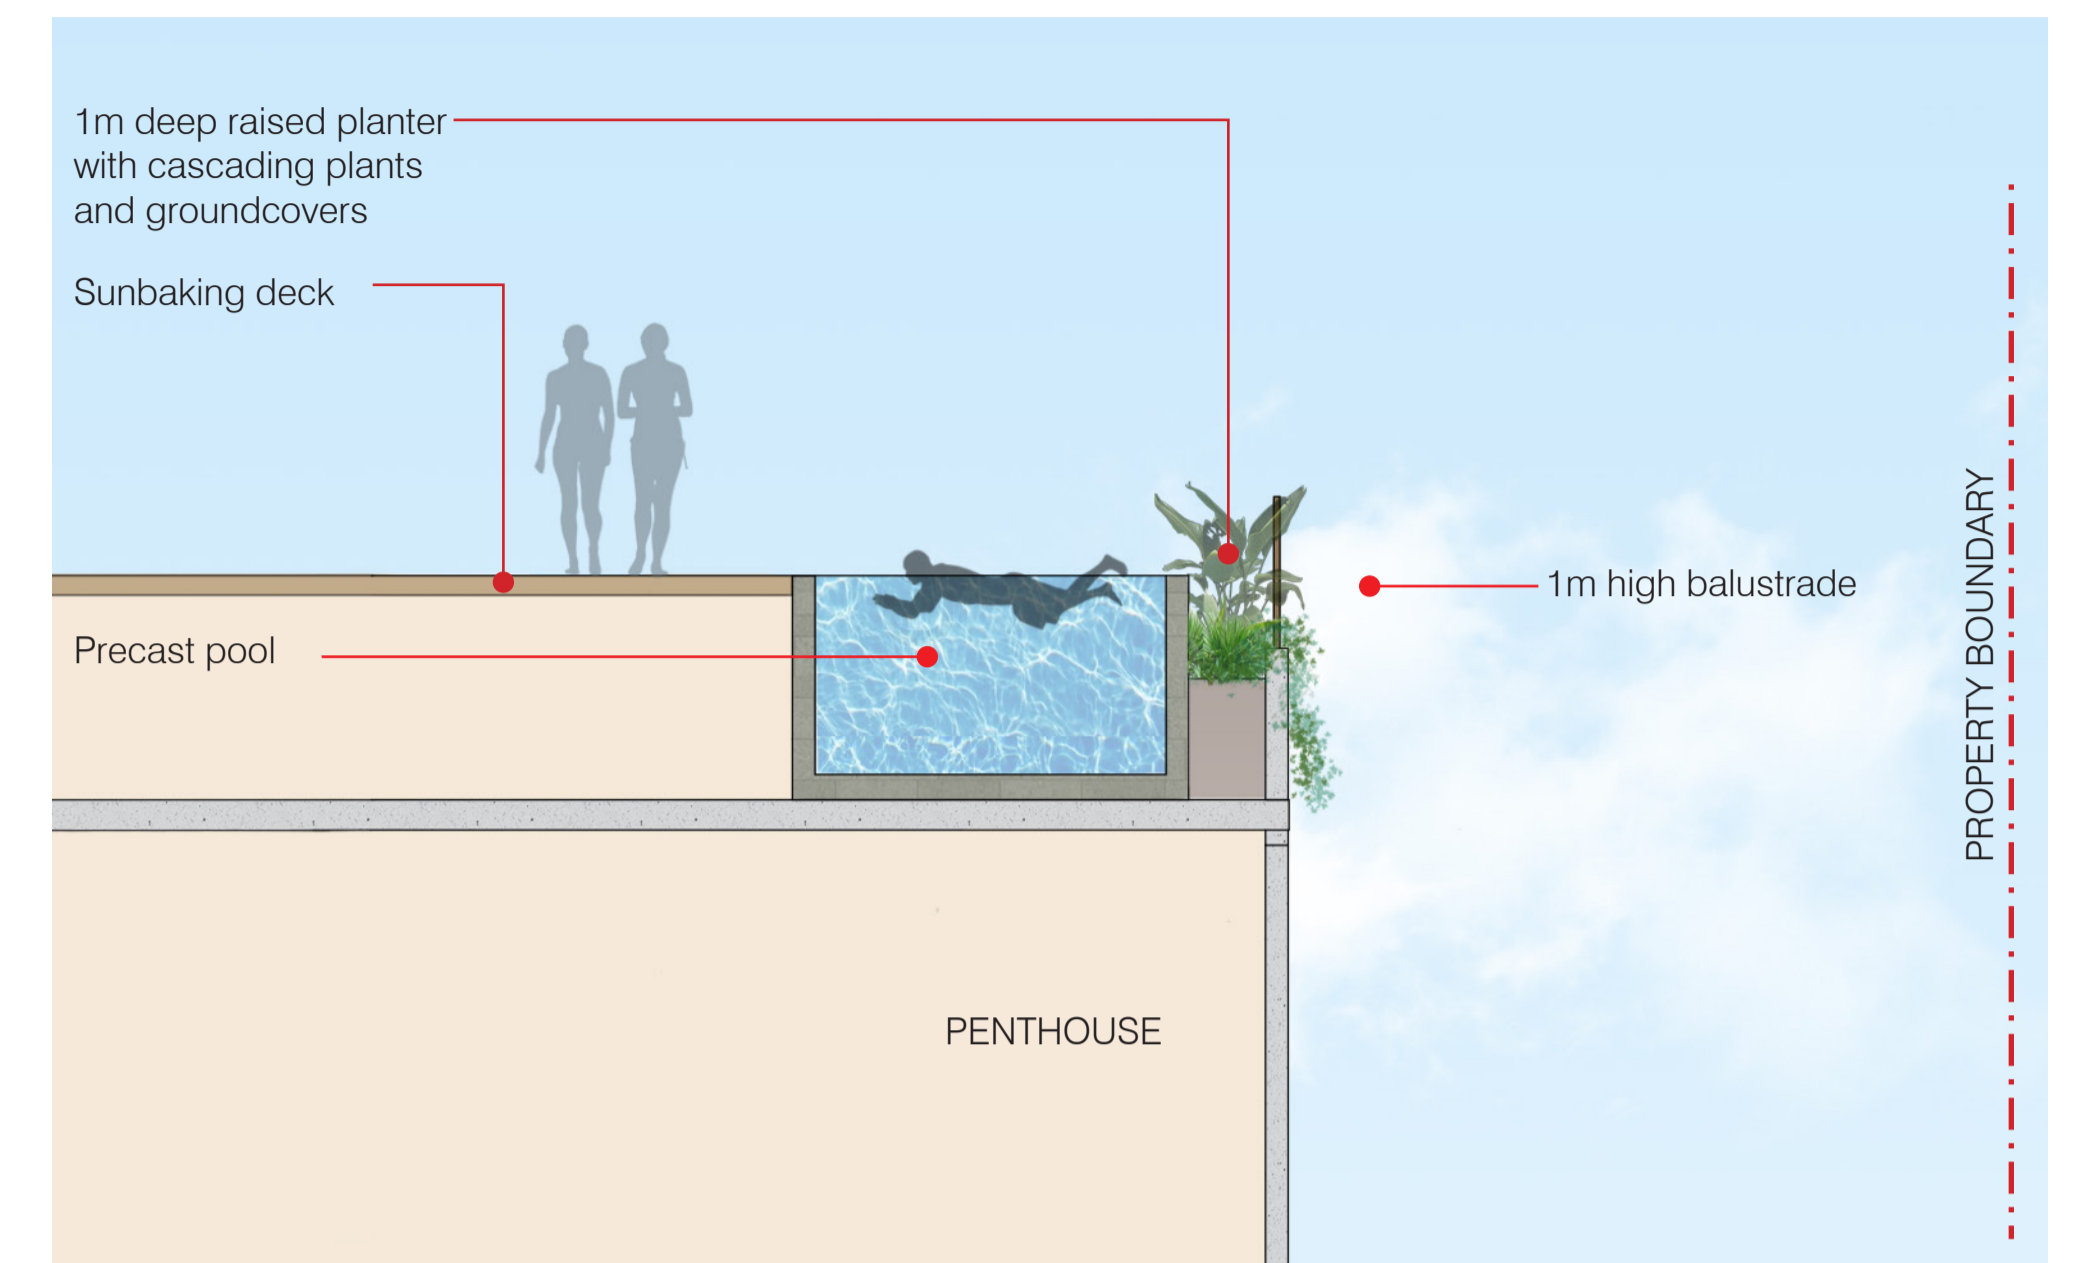 1m deep raised planter
with cascading plants
and groundcovers
Sunbaking deck
Precast pool
1m high balustrade
PROPERTY BOUNDARY
PENTHOUSE